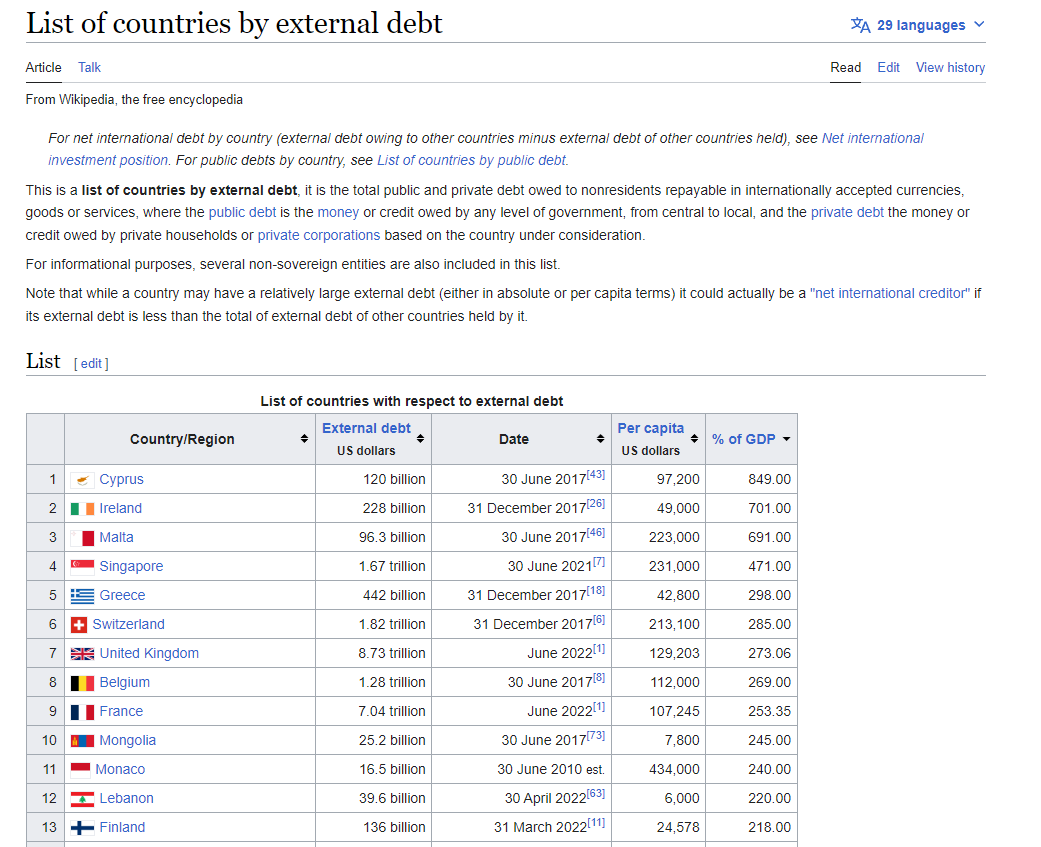 List of countries by external debt
29 languages
Article Talk
Read Edit View history
From Wikipedia, the free encyclopedia
For net international debt by country (external debt owing to other countries minus external debt of other countries held), see Net international
investment position. For public debts by country, see List of countries by public debt.
This is a list of countries by external debt, it is the total public and private debt owed to nonresidents repayable in internationally accepted currencies,
goods or services, where the public debt is the money or credit owed by any level of government, from central to local, and the private debt the money or
credit owed by private households or private corporations based on the country under consideration.
For informational purposes, several non-sovereign entities are also included in this list.
Note that while a country may have a relatively large external debt (either in absolute or per capita terms) it could actually be a "net international creditor" if
its external debt is less than the total of external debt of other countries held by it.
List [ edit ]
List of countries with respect to external debt
Country/Region External debt US dollars Date Per capita US dollars % of GDP
1 Cyprus 120 billion 30 June 2017[43] 97,200 849.00
2 Ireland 228 billion 31 December 2017[26] 49,000 701.00
3 Malta 96.3 billion 30 June 2017[46] 223,000 691.00
4 Singapore 1.67 trillion 30 June 2021[7] 231,000 471.00
5 Greece 442 billion 31 December 2017[18] 42,800 298.00
6 Switzerland 1.82 trillion 31 December 2017[6] 213,100 285.00
7 United Kingdom 8.73 trillion June 2022[1] 129,203 273.06
8 Belgium 1.28 trillion 30 June 2017[8] 112,000 269.00
9 France 7.04 trillion June 2022[1] 107,245 253.35
10 Mongolia 25.2 billion 30 June 2017[73] 7,800 245.00
11 Monaco 16.5 billion 30 June 2010 est. 434,000 240.00
12 Lebanon 39.6 billion 30 April 2022[63] 6,000 220.00
13 Finland 136 billion 31 March 2022[11] 24,578 218.00